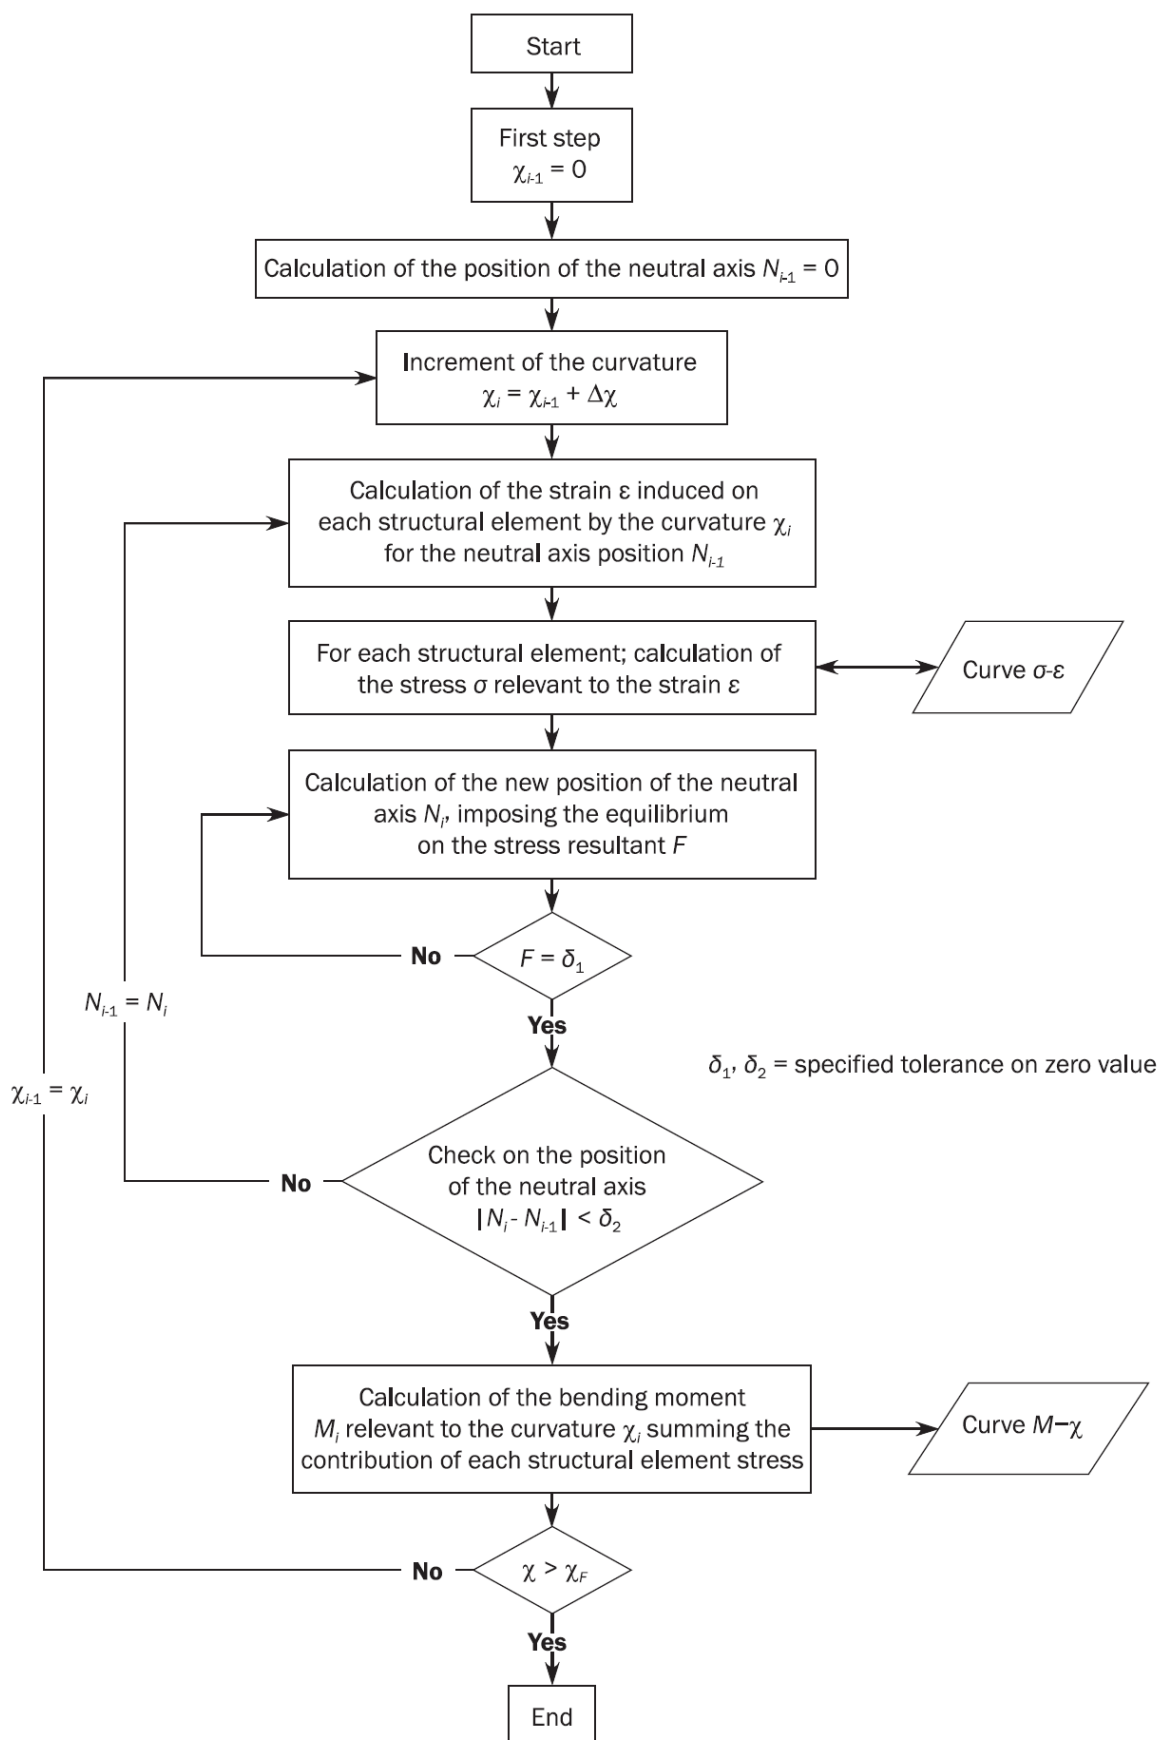 Start
First step
χi-1 = 0
Calculation of the position of the neutral axis Ni-1 = 0
Increment of the curvature
χi = χi-1 + Δχ
Calculation of the strain ε induced on
each structural element by the curvature χi
for the neutral axis position Ni-1
For each structural element; calculation of
the stress σ relevant to the strain ε
Curve σ-ε
Calculation of the new position of the neutral
axis Ni, imposing the equilibrium
on the stress resultant F
No
F = δ1
Ni-1 = Ni
Yes
δ1, δ2 = specified tolerance on zero value
χi-1 = χi
Check on the position
of the neutral axis
|Ni - Ni-1| < δ2
No
Yes
Calculation of the bending moment
Mi relevant to the curvature χi summing the
contribution of each structural element stress
Curve M–χ
No
χ > χF
Yes
End